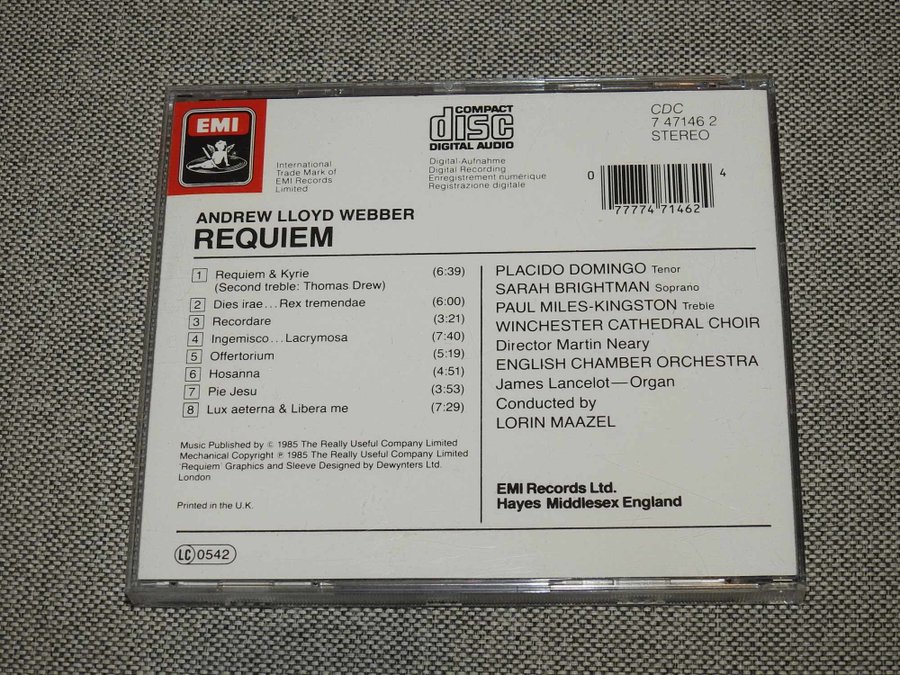 EMI
International
Trade Mark of
EMI Records
Limited
COMPACT
disc
DIGITAL AUDIO
Digital-Aufnahme
Digital Recording
Enregistrement numérique
Registrazione digitale
CDC
7 47146 2
STEREO
0 77774 71462 4
ANDREW LLOYD WEBBER
REQUIEM
1 Requiem & Kyrie (6:39)
(Second treble: Thomas Drew)
2 Dies irae... Rex tremendae (6:00)
3 Recordare (3:21)
4 Ingemisco... Lacrymosa (7:40)
5 Offertorium (5:19)
6 Hosanna (4:51)
7 Pie Jesu (3:53)
8 Lux aeterna & Libera me (7:29)
Music Published by © 1985 The Really Useful Company Limited
Mechanical Copyright ℗ 1985 The Really Useful Company Limited
'Requiem' Graphics and Sleeve Designed by Dewynters Ltd.
London
Printed in the U.K.
LC 0542
PLACIDO DOMINGO Tenor
SARAH BRIGHTMAN Soprano
PAUL MILES-KINGSTON Treble
WINCHESTER CATHEDRAL CHOIR
Director Martin Neary
ENGLISH CHAMBER ORCHESTRA
James Lancelot—Organ
Conducted by
LORIN MAAZEL
EMI Records Ltd.
Hayes Middlesex England